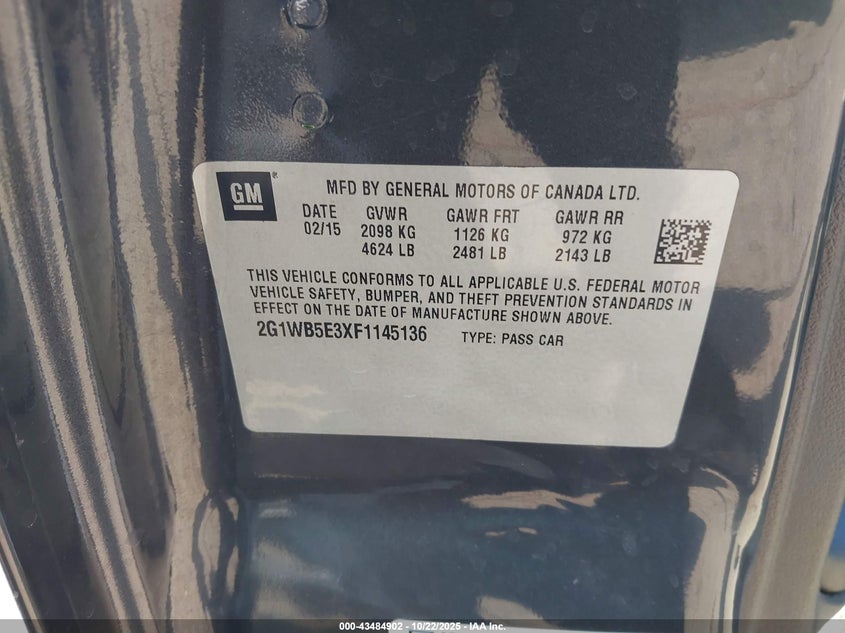 GM
MFD BY GENERAL MOTORS OF CANADA LTD.
DATE GVWR GAWR FRT GAWR RR
02/15 2098 KG 1126 KG 972 KG
4624 LB 2481 LB 2143 LB
THIS VEHICLE CONFORMS TO ALL APPLICABLE U.S. FEDERAL MOTOR
VEHICLE SAFETY, BUMPER, AND THEFT PREVENTION STANDARDS IN
EFFECT ON THE DATE OF MANUFACTURE SHOWN ABOVE.
2G1WB5E3XF1145136 TYPE: PASS CAR
000-43484902 - 10/22/2025 - IAA Inc.